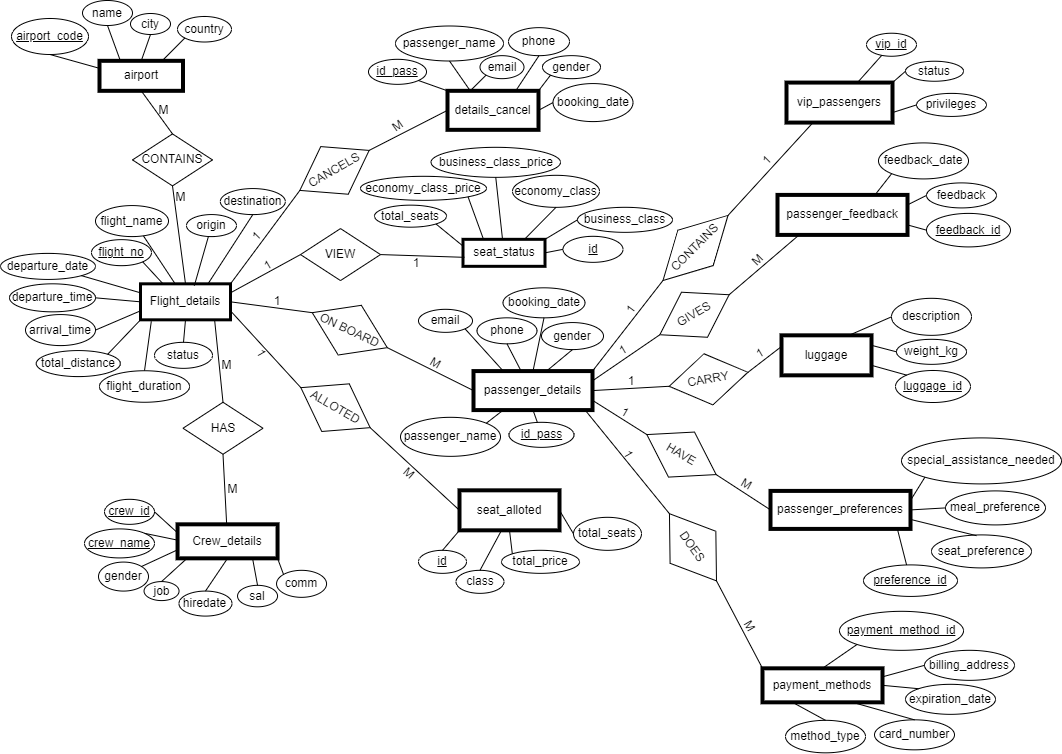 name
city
country
airport_code
airport
M
CONTAINS
M
passenger_name
phone
id_pass
email
gender
booking_date
details_cancel
M
CANCELS
1
vip_id
status
privileges
vip_passengers
1
CONTAINS
1
business_class_price
economy_class_price
economy_class
total_seats
business_class
id
seat_status
1
VIEW
1
feedback_date
feedback
feedback_id
passenger_feedback
M
GIVES
1
destination
flight_name
origin
flight_no
departure_date
departure_time
arrival_time
total_distance
flight_duration
status
Flight_details
1
ON BOARD
M
booking_date
email
phone
gender
passenger_details
passenger_name
id_pass
description
weight_kg
luggage_id
luggage
1
CARRY
1
M
HAS
M
1
ALLOTED
M
1
HAVE
M
special_assistance_needed
meal_preference
seat_preference
preference_id
passenger_preferences
crew_id
crew_name
gender
job
hiredate
sal
comm
Crew_details
seat_alloted
total_seats
id
class
total_price
1
DOES
M
payment_method_id
billing_address
expiration_date
card_number
method_type
payment_methods